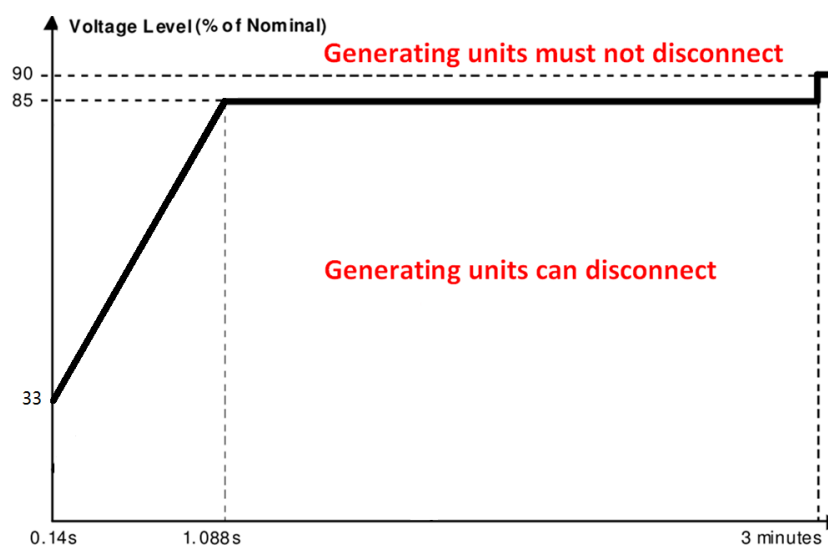 Voltage Level (% of Nominal)
Generating units must not disconnect
90
85
Generating units can disconnect
33
0.14s 1.088s 3 minutes